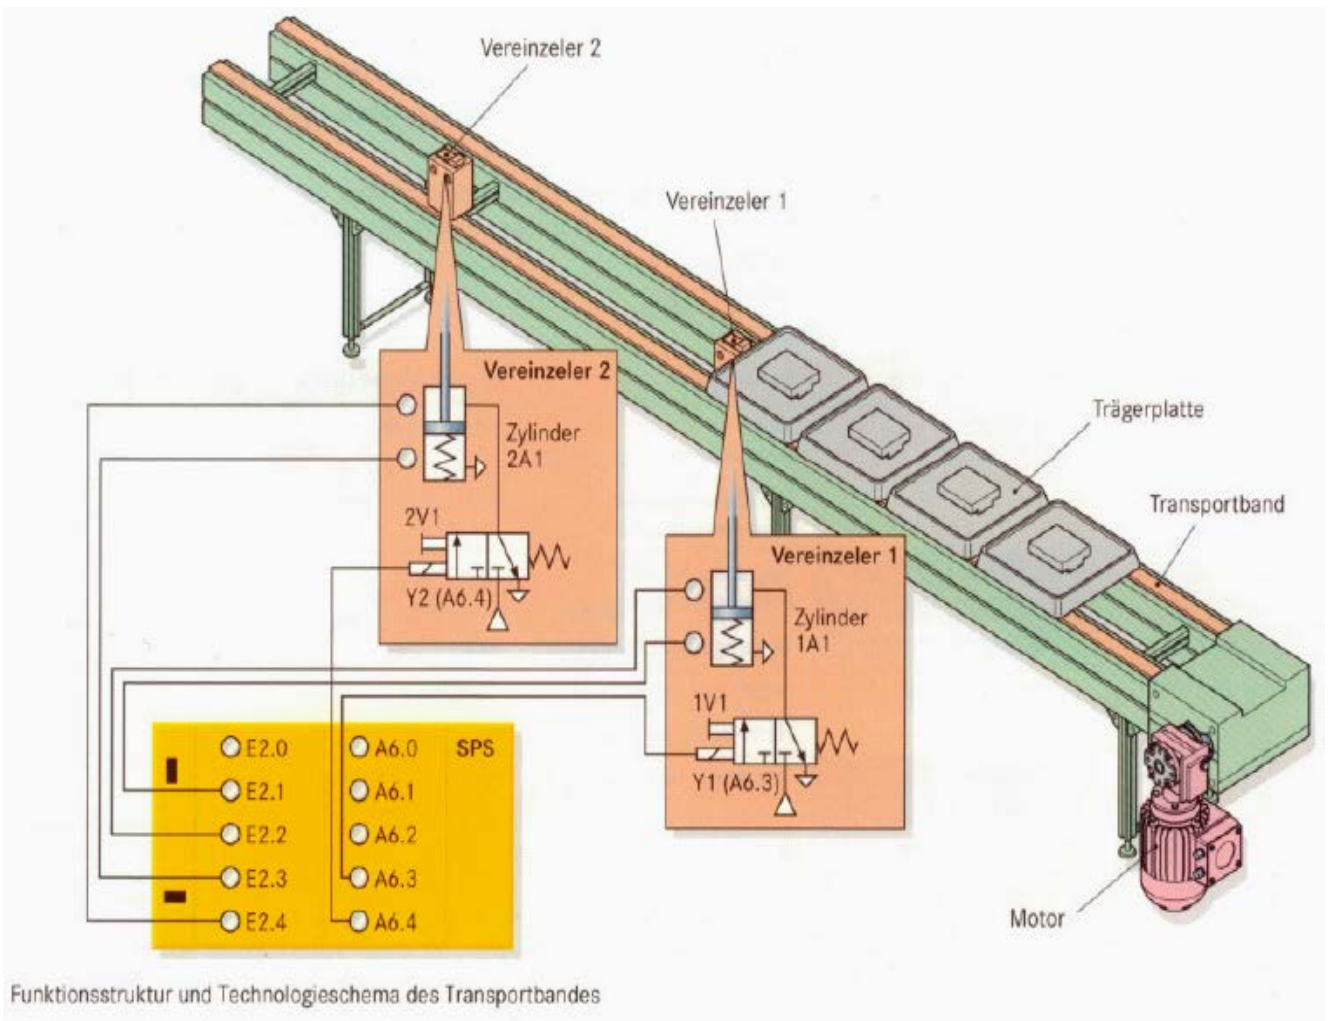 Vereinzeler 2
Vereinzeler 1
Vereinzeler 2
Trägerplatte
Zylinder
2A1
Transportband
2V1
Vereinzeler 1
Y2 (A6.4)
Zylinder
1A1
1V1
E2.0 A6.0 SPS
E2.1 A6.1
Y1 (A6.3)
E2.2 A6.2
E2.3 A6.3
E2.4 A6.4
Motor
Funktionsstruktur und Technologieschema des Transportbandes